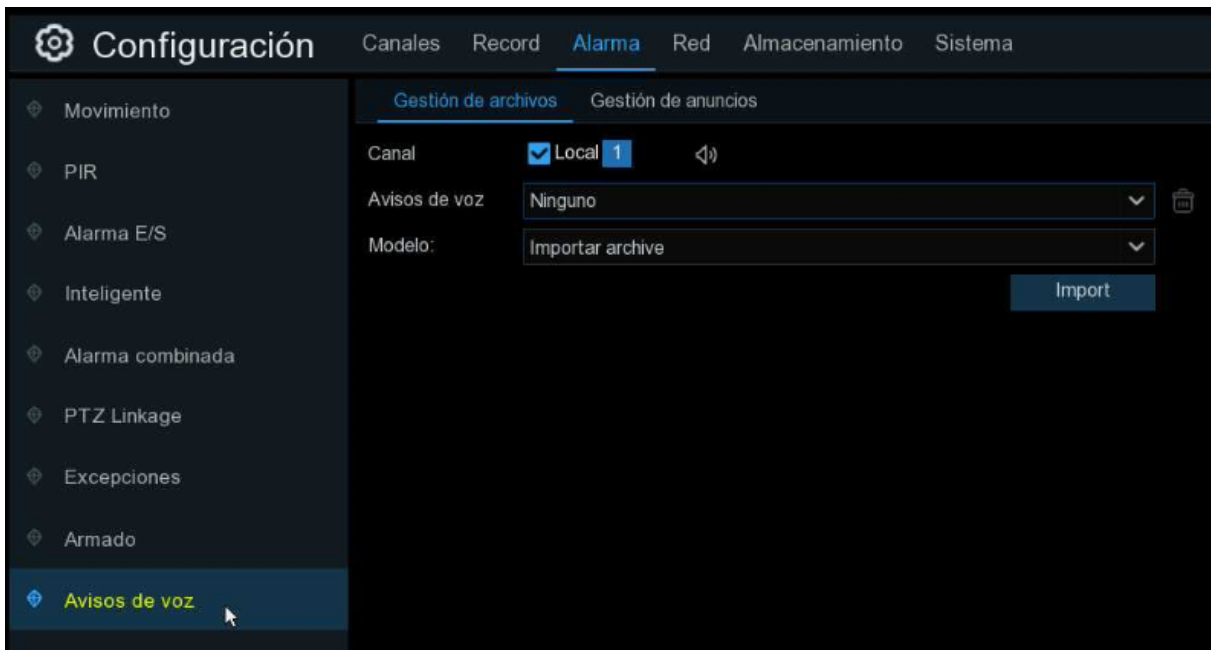 Configuración
Canales Record Alarma Red Almacenamiento Sistema
Movimiento
PIR
Alarma E/S
Inteligente
Alarma combinada
PTZ Linkage
Excepciones
Armado
Avisos de voz
Gestión de archivos Gestión de anuncios
Canal Local 1
Avisos de voz Ninguno
Modelo: Importar archive
Import